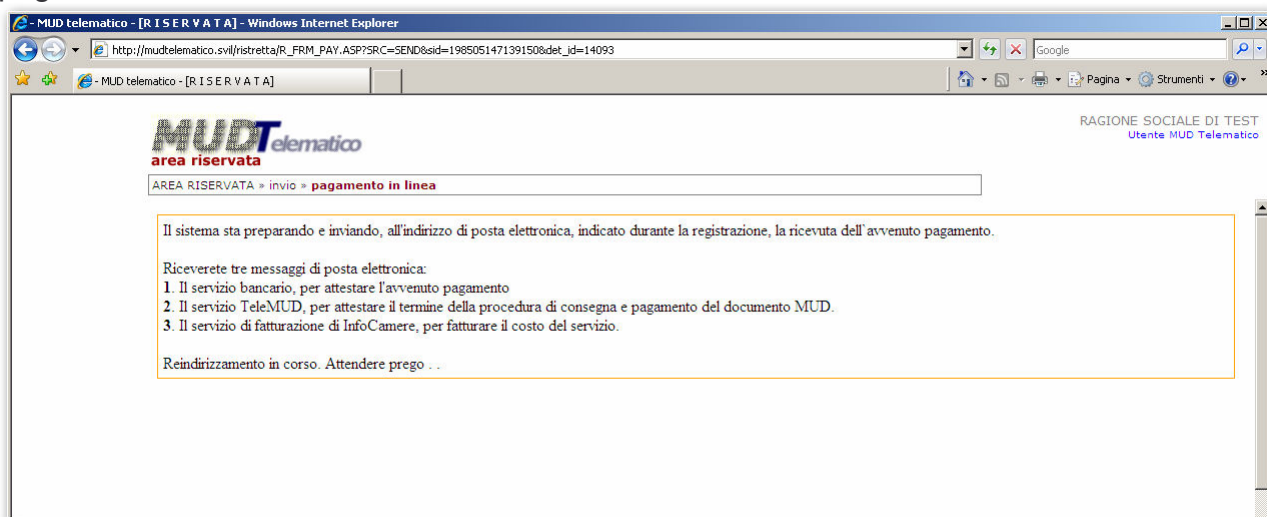 - MUD telematico - [R I S E R V A T A] - Windows Internet Explorer
http://mudtelematico.svil/ristretta/R_FRM_PAY.ASP?SRC=SEND&sid=198505147139150&det_id=14093
Google
- MUD telematico - [R I S E R V A T A]
Pagina
Strumenti
MUDTelematico
area riservata
RAGIONE SOCIALE DI TEST
Utente MUD Telematico
AREA RISERVATA » invio » pagamento in linea
Il sistema sta preparando e inviando, all'indirizzo di posta elettronica, indicato durante la registrazione, la ricevuta dell`avvenuto pagamento.
Riceverete tre messaggi di posta elettronica:
1. Il servizio bancario, per attestare l'avvenuto pagamento
2. Il servizio TeleMUD, per attestare il termine della procedura di consegna e pagamento del documento MUD.
3. Il servizio di fatturazione di InfoCamere, per fatturare il costo del servizio.
Reindirizzamento in corso. Attendere prego . .